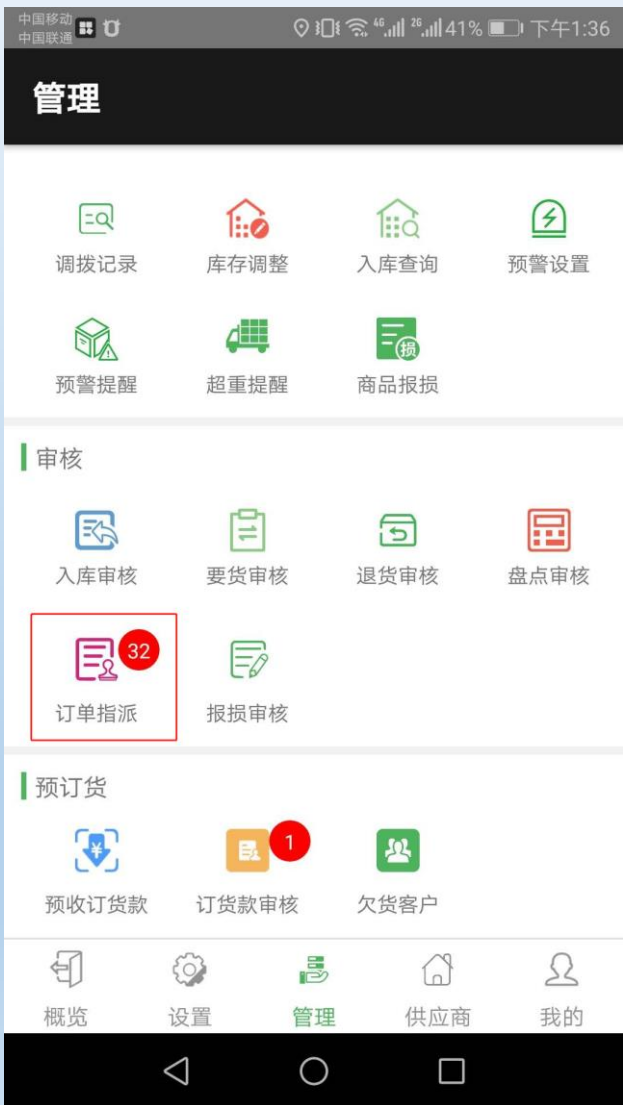 中国移动
中国联通
4G 2G 41% 下午1:36
管理
调拨记录 库存调整 入库查询 预警设置
预警提醒 超重提醒 商品报损
损
审核
入库审核 要货审核 退货审核 盘点审核
32
订单指派 报损审核
预订货
1
预收订货款 订货款审核 欠货客户
概览 设置 管理 供应商 我的